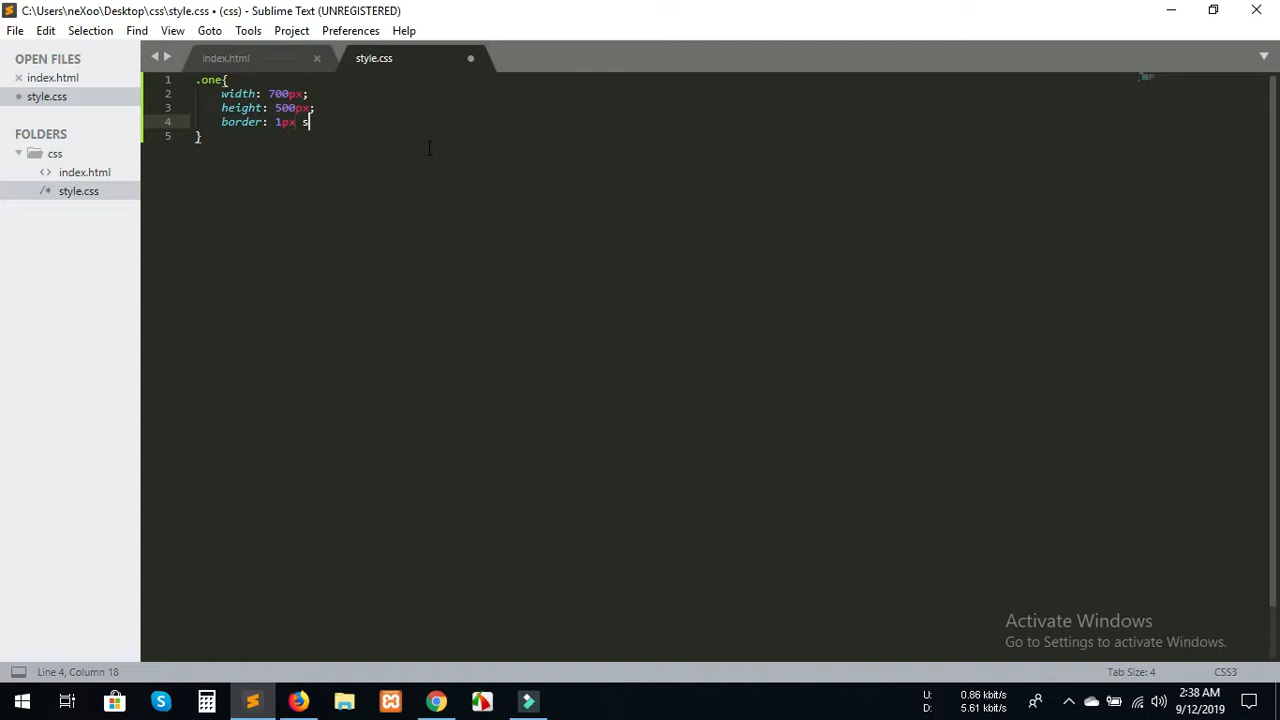 C:\Users\neXoo\Desktop\css\style.css • (css) - Sublime Text (UNREGISTERED)
File Edit Selection Find View Goto Tools Project Preferences Help
OPEN FILES
index.html
style.css
FOLDERS
css
index.html
style.css
index.html
style.css
1 .one{
2 width: 700px;
3 height: 500px;
4 border: 1px s
5 }
Activate Windows
Go to Settings to activate Windows.
Line 4, Column 18
Tab Size: 4
CSS3
U: 0.86 kbit/s
D: 5.61 kbit/s
2:38 AM
9/12/2019